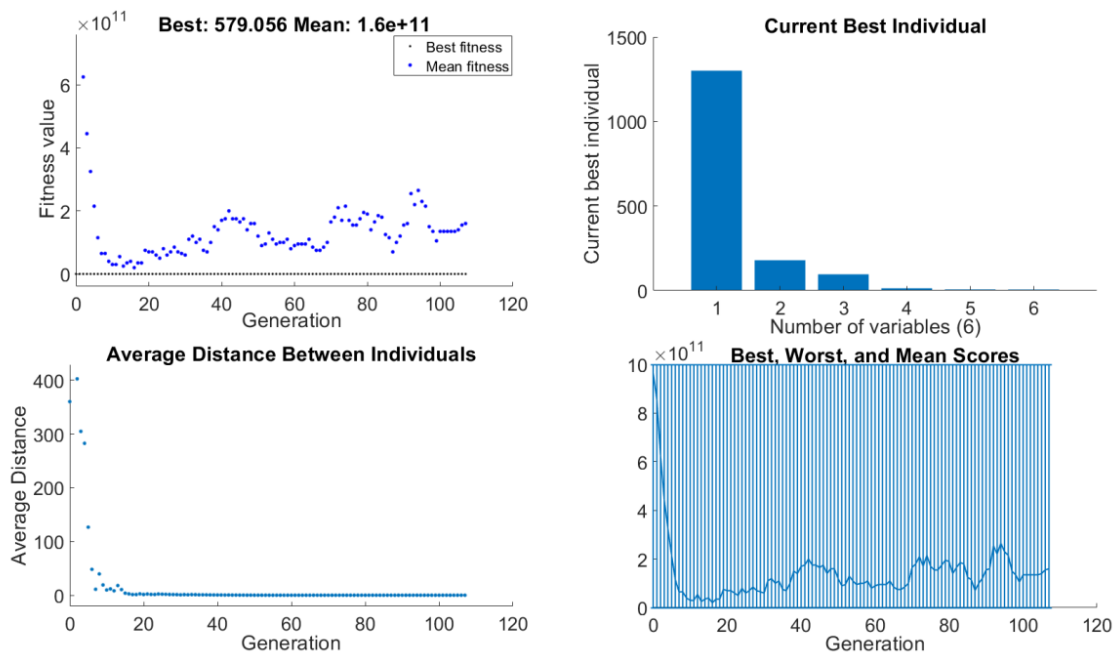 ×10^11
Best: 579.056 Mean: 1.6e+11
Best fitness
Mean fitness
6
4
2
0
Fitness value
0 20 40 60 80 100 120
Generation
Current Best Individual
1500
1000
500
0
Current best individual
1 2 3 4 5 6
Number of variables (6)
Average Distance Between Individuals
400
300
200
100
0
Average Distance
0 20 40 60 80 100 120
Generation
×10^11
Best, Worst, and Mean Scores
10
8
6
4
2
0
0 20 40 60 80 100 120
Generation